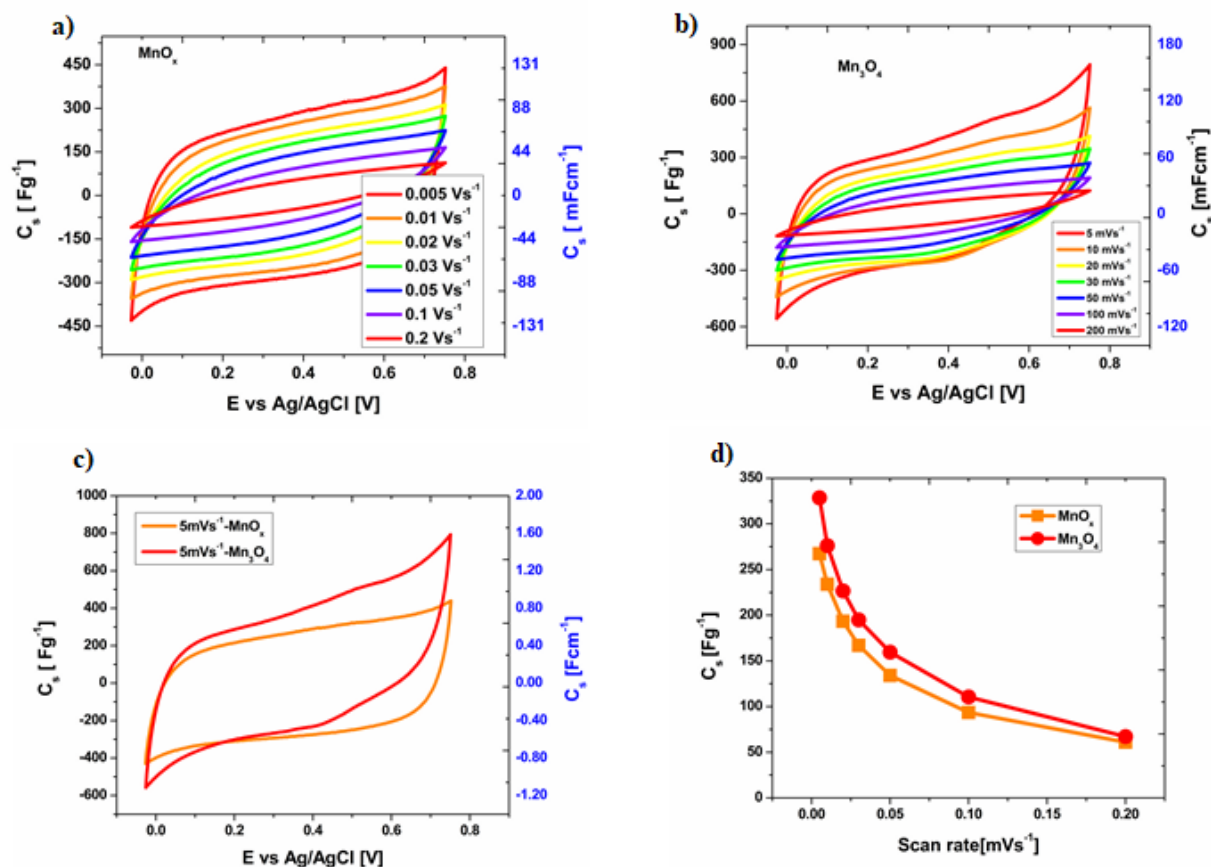 a)
MnOₓ
450
300
150
0
-150
-300
-450
Cₛ [ Fg⁻¹]
131
88
44
0
-44
-88
-131
Cₛ [ mFcm⁻¹]
0.005 Vs⁻¹
0.01 Vs⁻¹
0.02 Vs⁻¹
0.03 Vs⁻¹
0.05 Vs⁻¹
0.1 Vs⁻¹
0.2 Vs⁻¹
0.0 0.2 0.4 0.6 0.8
E vs Ag/AgCl [V]
b)
Mn₃O₄
900
600
300
0
-300
-600
Cₛ [ Fg⁻¹]
180
120
60
0
-60
-120
Cₛ [mFcm⁻¹]
5 mVs⁻¹
10 mVs⁻¹
20 mVs⁻¹
30 mVs⁻¹
50 mVs⁻¹
100 mVs⁻¹
200 mVs⁻¹
0.0 0.2 0.4 0.6 0.8
E vs Ag/AgCl [V]
c)
1000
800
600
400
200
0
-200
-400
-600
Cₛ [ Fg⁻¹]
2.00
1.60
1.20
0.80
0.40
0.00
-0.40
-0.80
-1.20
Cₛ [Fcm⁻¹]
5mVs⁻¹-MnOₓ
5mVs⁻¹-Mn₃O₄
0.0 0.2 0.4 0.6 0.8
E vs Ag/AgCl [V]
d)
350
300
250
200
150
100
50
0
Cₛ [Fg⁻¹]
MnOₓ
Mn₃O₄
0.00 0.05 0.10 0.15 0.20
Scan rate[mVs⁻¹]